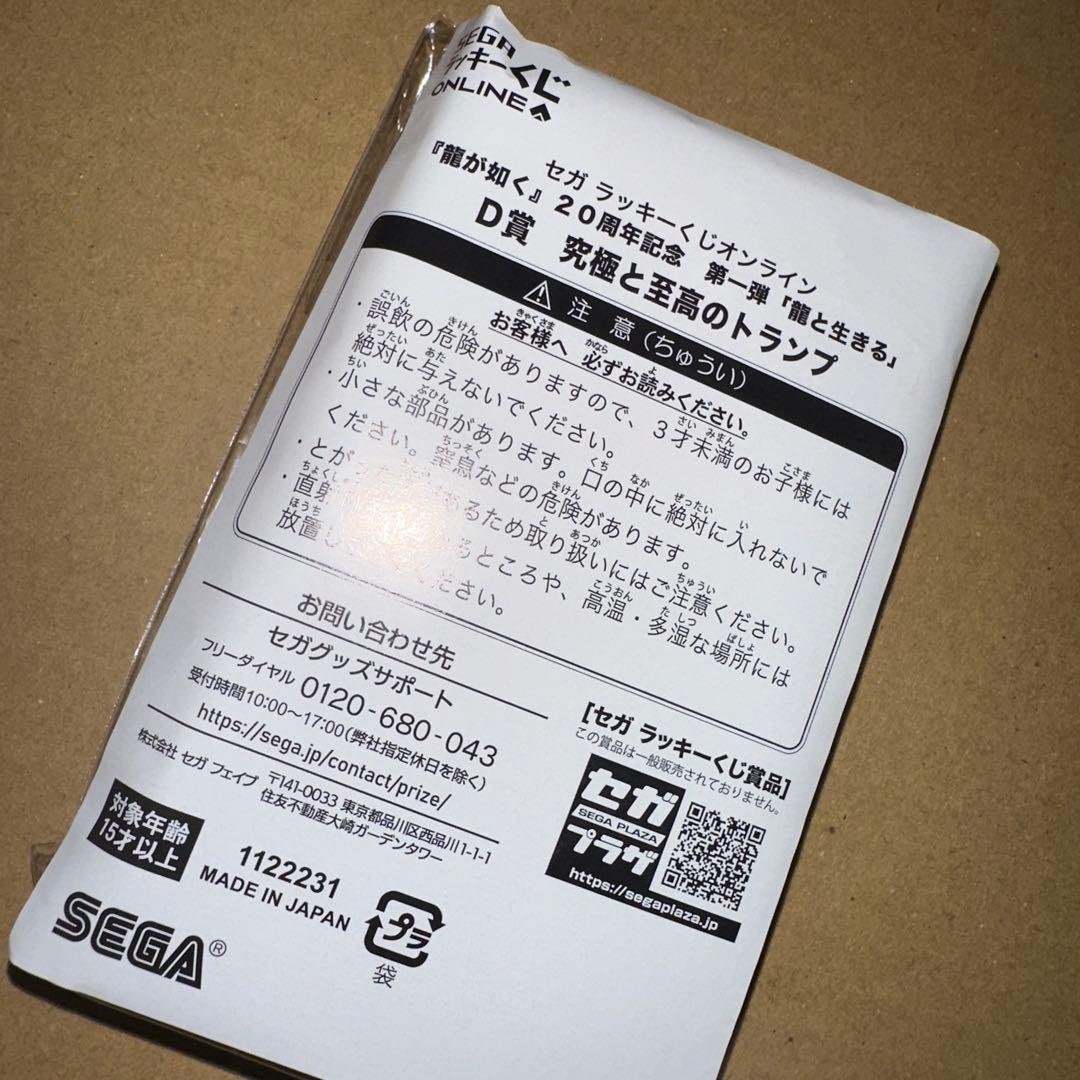 SEGA
ラッキーくじ
ONLINE
セガ ラッキーくじオンライン
『龍が如く』20周年記念 第一弾「龍と生きる」
D賞 究極と至高のトランプ
注 意(ちゅうい)
お客様へ 必ずお読みください。
・誤飲の危険がありますので、3才未満のお子様には
絶対に与えないでください。
・小さな部品があります。口の中に絶対に入れないで
ください。窒息などの危険があります。
・とがった あるため取り扱いにはご注意ください。
・直射 るところや、高温・多湿な場所には
放置し ください。
お問い合わせ先
セガグッズサポート
フリーダイヤル 0120-680-043
受付時間10:00〜17:00(弊社指定休日を除く)
https://sega.jp/contact/prize/
株式会社 セガ フェイブ 〒141-0033 東京都品川区西品川1-1-1
住友不動産大崎ガーデンタワー
対象年齢
15才以上
1122231
MADE IN JAPAN
SEGA®
プラ
袋
[セガ ラッキーくじ賞品]
この賞品は一般販売されておりません。
セガ
SEGA PLAZA
プラザ
https://segaplaza.jp